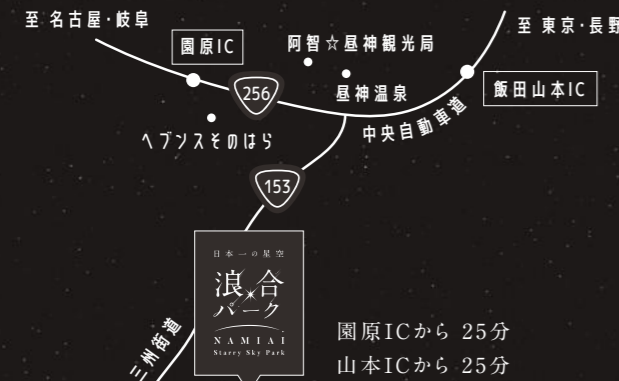 至 名古屋・岐阜
至 東京・長野
園原IC
阿智☆昼神観光局
256
昼神温泉
飯田山本IC
中央自動車道
ヘブンスそのはら
153
日本一の星空
浪合
パーク
NAMIAI
Starry Sky Park
三州街道
園原ICから 25分
山本ICから 25分